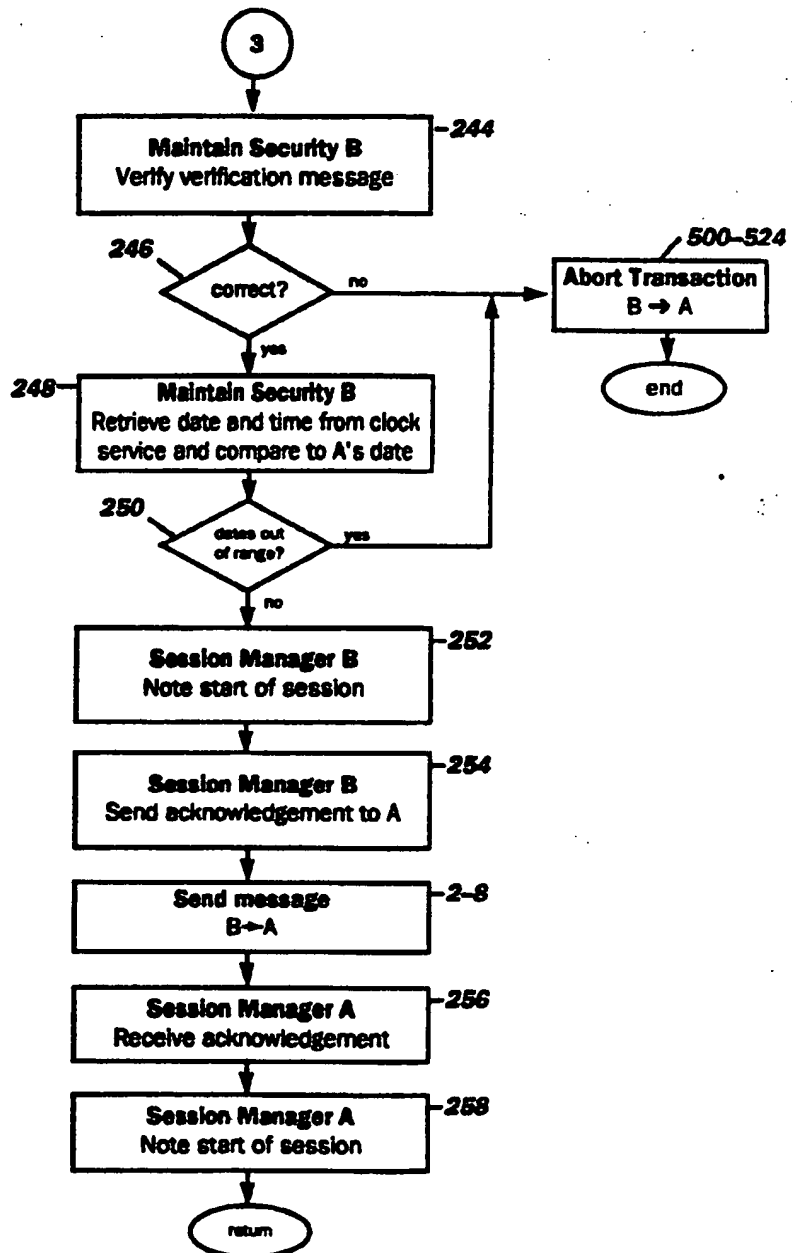 3
Maintain Security B
Verify verification message
244
246
correct?
no
yes
500-524
Abort Transaction
B → A
end
248
Maintain Security B
Retrieve date and time from clock
service and compare to A's date
250
dates out
of range?
yes
no
Session Manager B
Note start of session
252
Session Manager B
Send acknowledgement to A
254
Send message
B→A
2-8
Session Manager A
Receive acknowledgement
256
Session Manager A
Note start of session
258
return